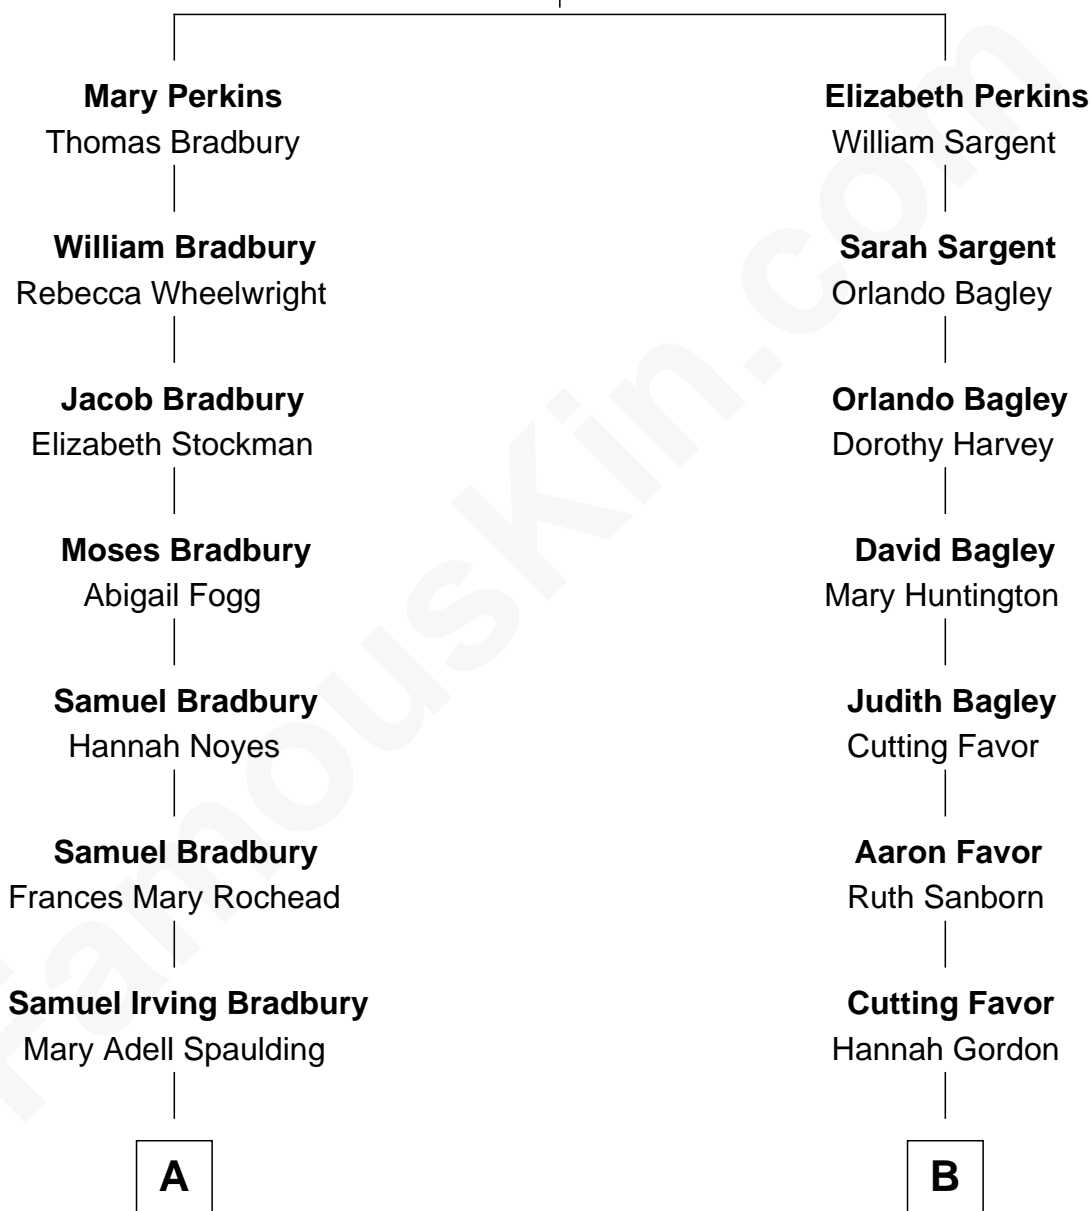 Mary Perkins
Thomas Bradbury
William Bradbury
Rebecca Wheelwright
Jacob Bradbury
Elizabeth Stockman
Moses Bradbury
Abigail Fogg
Samuel Bradbury
Hannah Noyes
Samuel Bradbury
Frances Mary Rochead
Samuel Irving Bradbury
Mary Adell Spaulding
A
Elizabeth Perkins
William Sargent
Sarah Sargent
Orlando Bagley
Orlando Bagley
Dorothy Harvey
David Bagley
Mary Huntington
Judith Bagley
Cutting Favor
Aaron Favor
Ruth Sanborn
Cutting Favor
Hannah Gordon
B
FamousKin.com